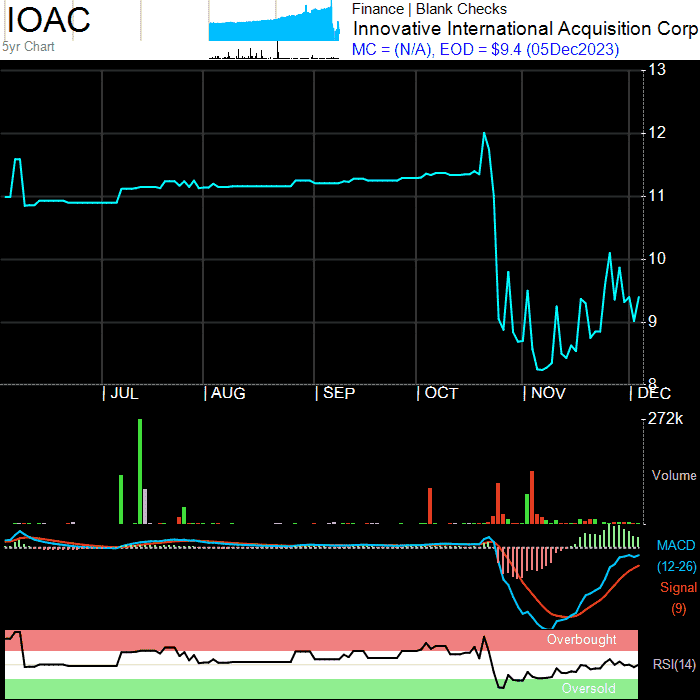 IOAC
5yr Chart
Finance | Blank Checks
Innovative International Acquisition Corp
MC = (N/A), EOD = $9.4 (05Dec2023)
13
12
11
10
9
8
JUL AUG SEP OCT NOV DEC
272k
Volume
MACD
(12-26)
Signal
(9)
Overbought
RSI(14)
Oversold